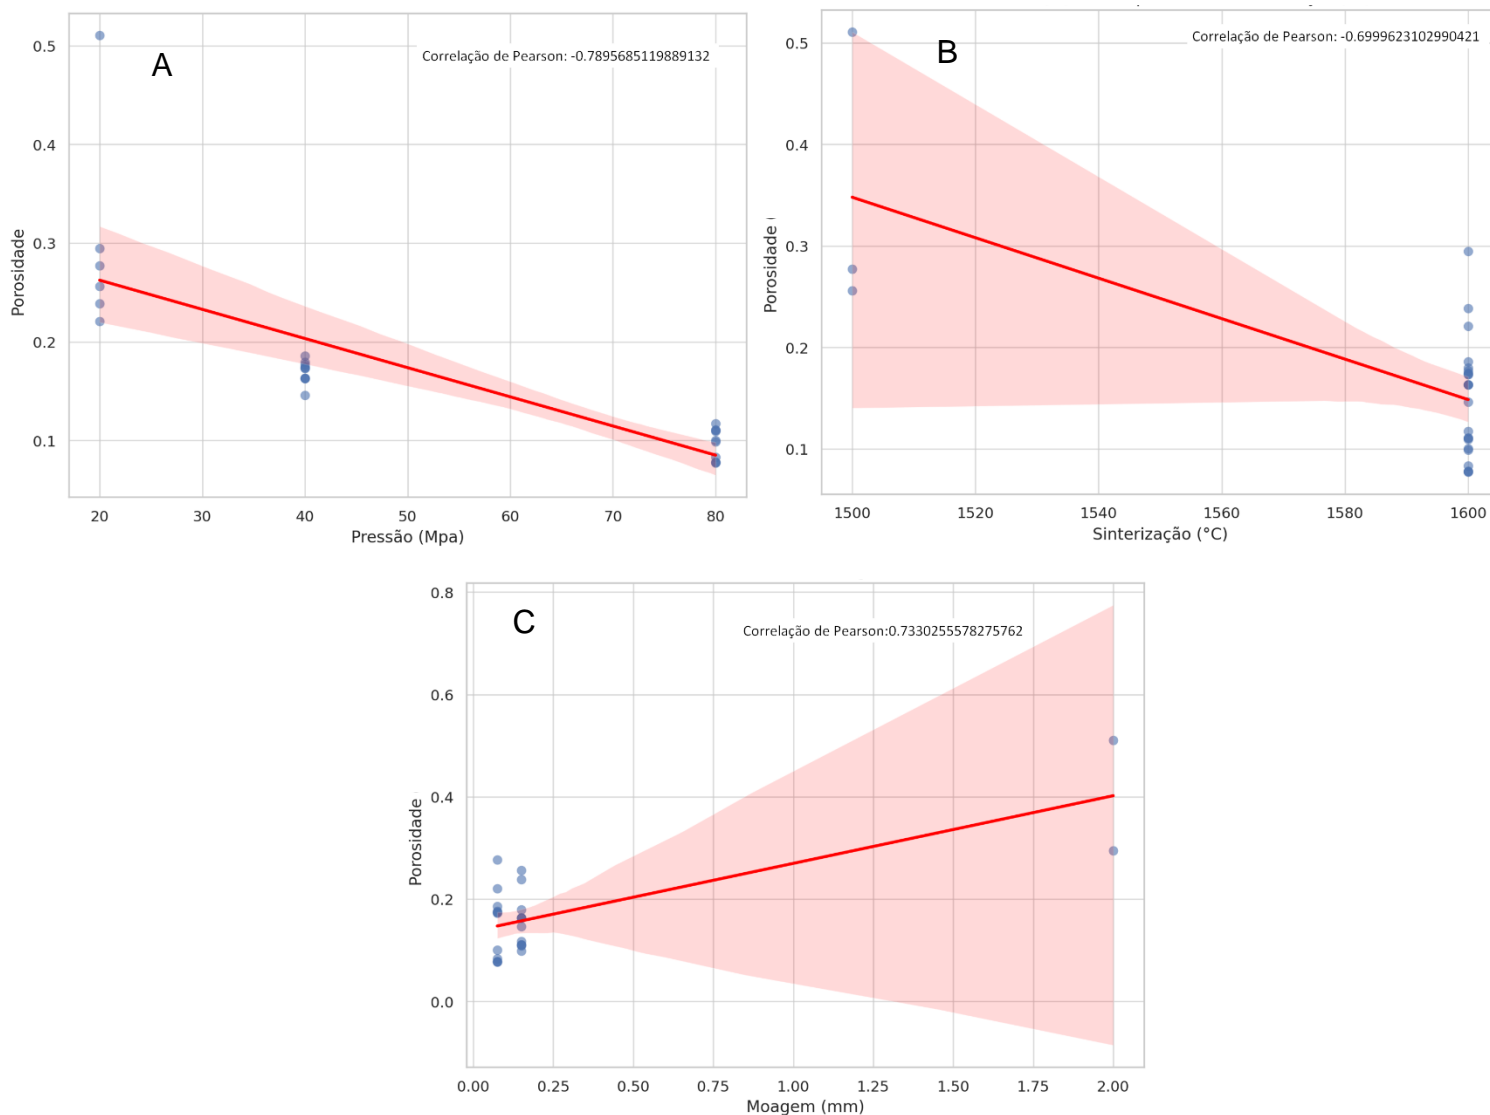 A
Correlação de Pearson: -0.7895685119889132
0.5
0.4
0.3
0.2
0.1
Porosidade
20 30 40 50 60 70 80
Pressão (Mpa)
B
Correlação de Pearson: -0.6999623102990421
0.5
0.4
0.3
0.2
0.1
Porosidade
1500 1520 1540 1560 1580 1600
Sinterização (°C)
C
Correlação de Pearson:0.7330255578275762
0.8
0.6
0.4
0.2
0.0
Porosidade
0.00 0.25 0.50 0.75 1.00 1.25 1.50 1.75 2.00
Moagem (mm)